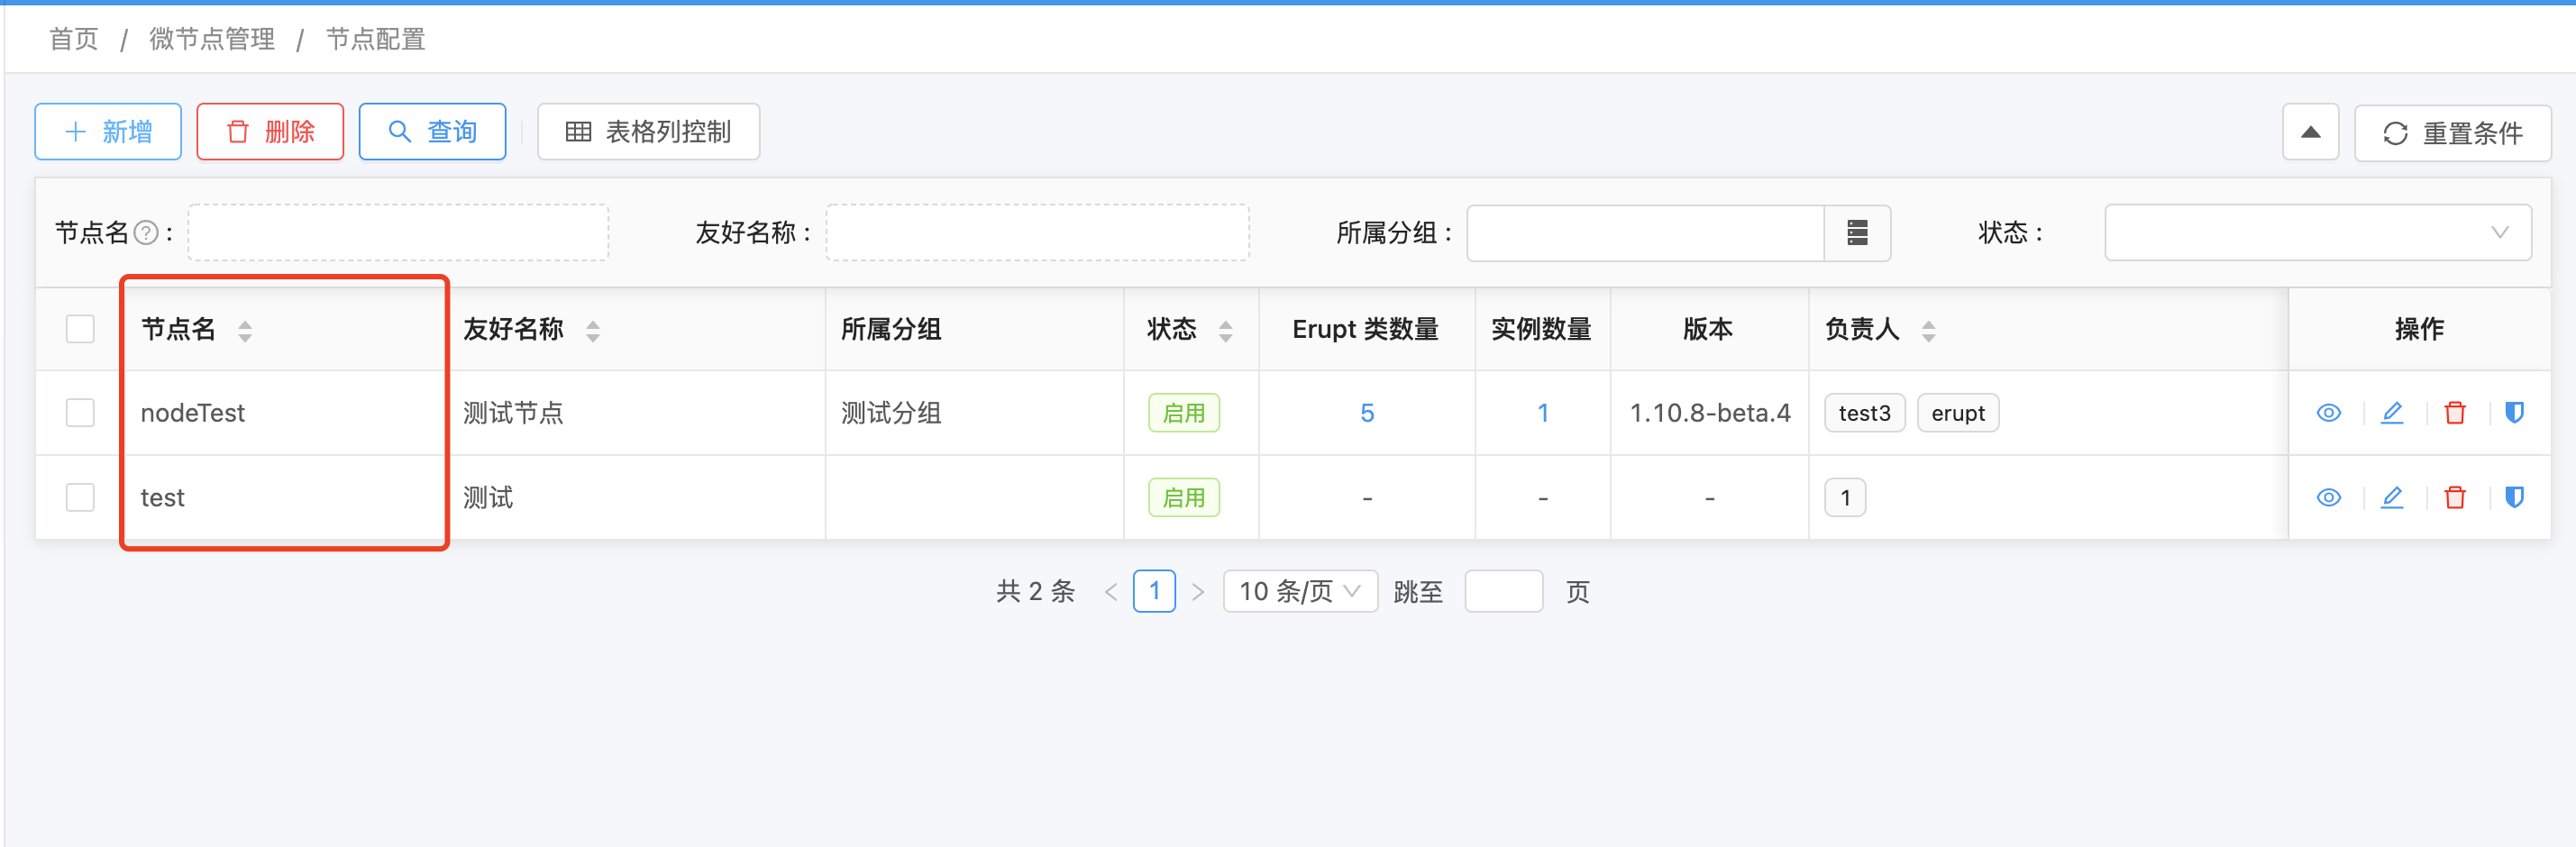 首页 / 微节点管理 / 节点配置
新增 删除 查询 表格列控制 重置条件
节点名? : 友好名称 : 所属分组 : 状态 :
节点名 友好名称 所属分组 状态 Erupt 类数量 实例数量 版本 负责人 操作
nodeTest 测试节点 测试分组 启用 5 1 1.10.8-beta.4 test3 erupt
test 测试 启用 - - - 1
共 2 条 < 1 > 10 条/页 跳至 页